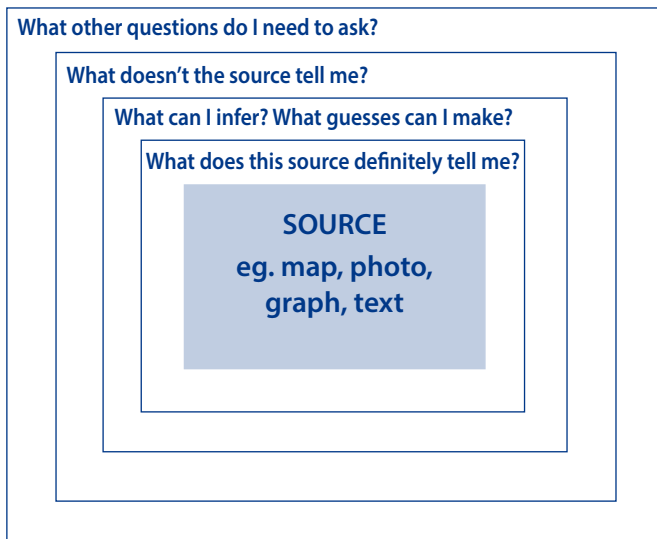 What other questions do I need to ask?
What doesn’t the source tell me?
What can I infer? What guesses can I make?
What does this source definitely tell me?
SOURCE
eg. map, photo,
graph, text